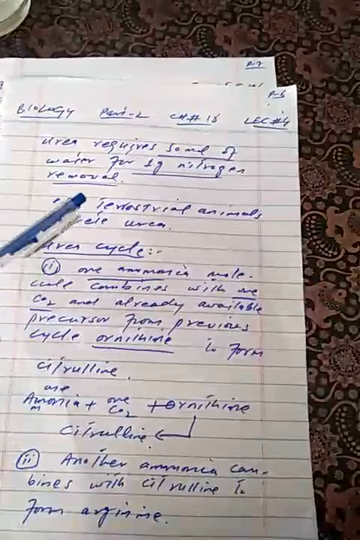 P-7
P-6
Biology Part-2 CH#15 LEC#4
urea requires 50ml of
water for 1g nitrogen
removal.
Terrestrial animals
urea.
urea cycle:-
(i) one ammonia mole-
cule combines with one
CO2 and already available
precursor from previous
cycle ornithine to form
citrulline.
one
Amonia + one CO2 + Ornithine
Citrulline
(ii) Another ammonia com-
bines with citrulline to
form arginine.